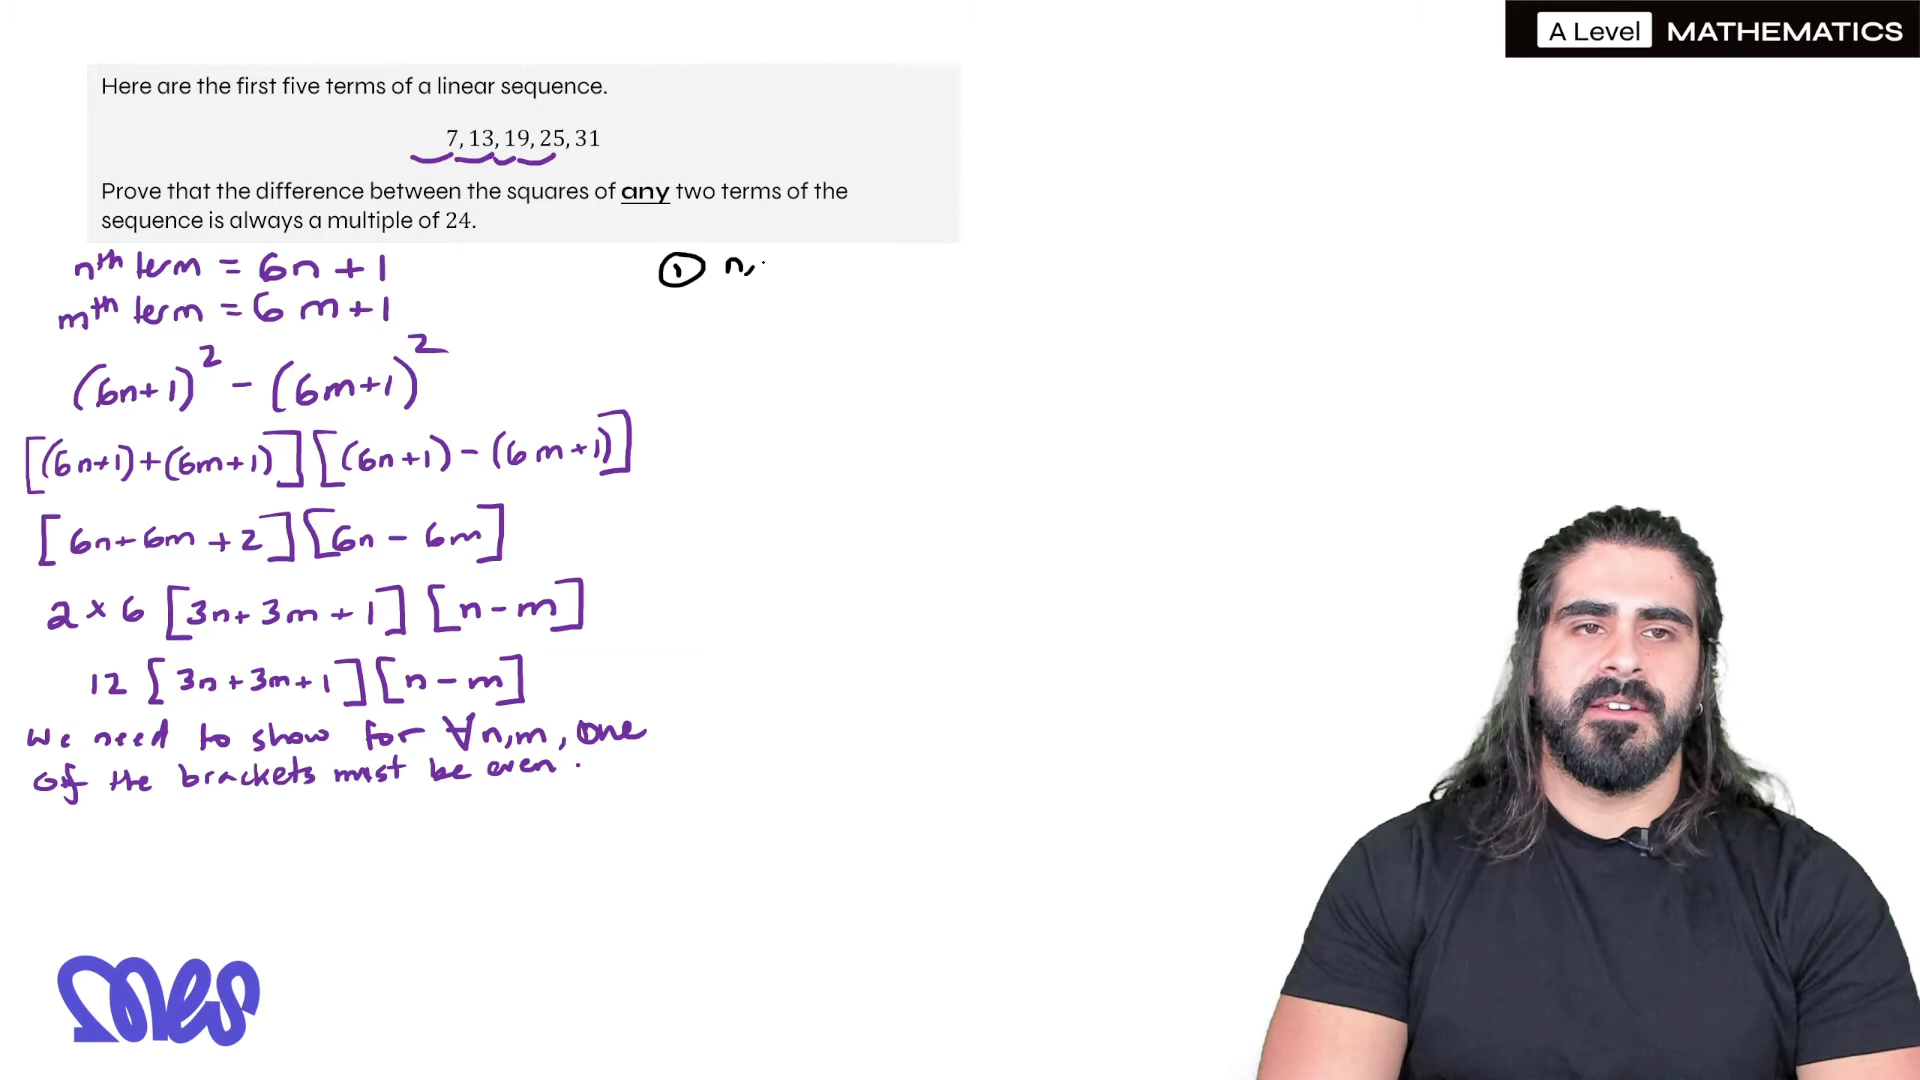 A Level MATHEMATICS
Here are the first five terms of a linear sequence.
7, 13, 19, 25, 31
Prove that the difference between the squares of any two terms of the
sequence is always a multiple of 24.
nth term = 6n + 1
mth term = 6m + 1
(6n+1)² - (6m+1)²
[(6n+1)+(6m+1)][(6n+1)-(6m+1)]
[6n+6m+2][6n-6m]
2 × 6 [3n+3m+1][n-m]
12 [3n+3m+1][n-m]
We need to show for ∀n,m, one
of the brackets must be even.
① n,
mes